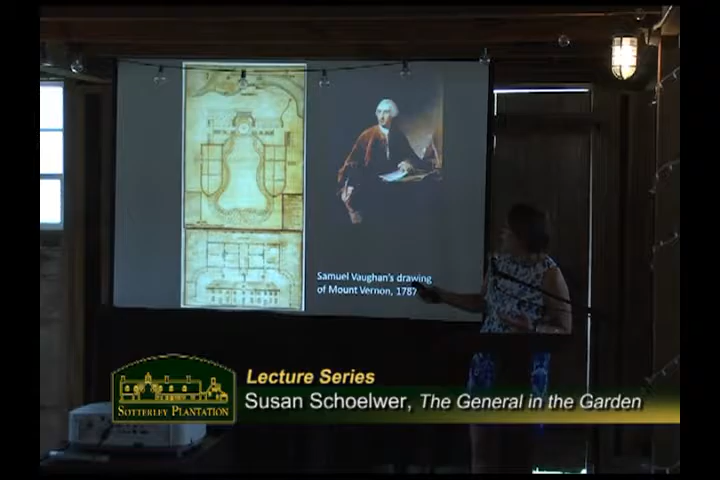 Samuel Vaughan's drawing
of Mount Vernon, 1787
Lecture Series
SOTTERLEY PLANTATION
Susan Schoelwer, The General in the Garden